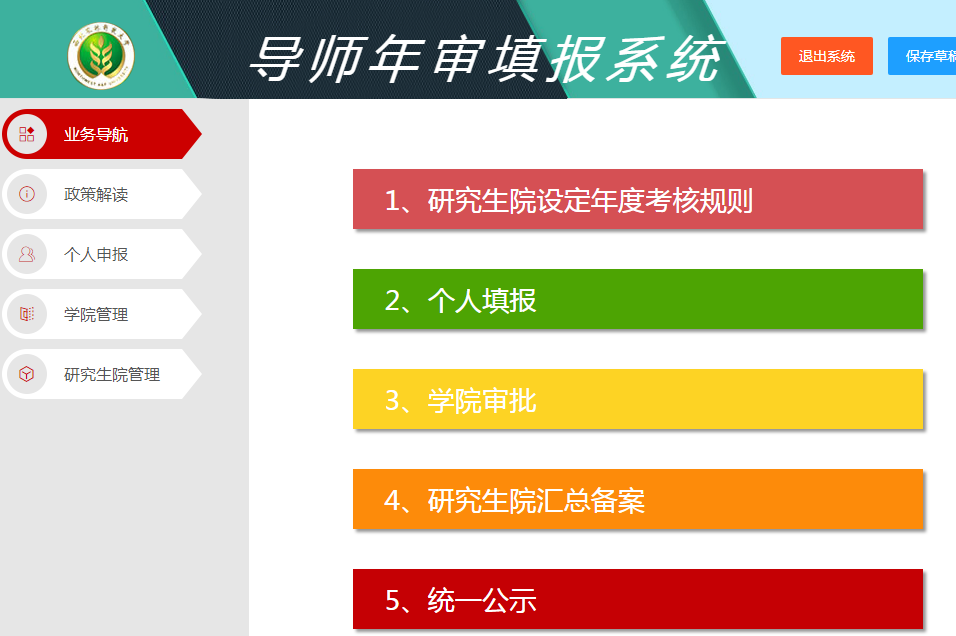 导师年审填报系统
退出系统
保存草稿
业务导航
政策解读
个人申报
学院管理
研究生院管理
1、研究生院设定年度考核规则
2、个人填报
3、学院审批
4、研究生院汇总备案
5、统一公示